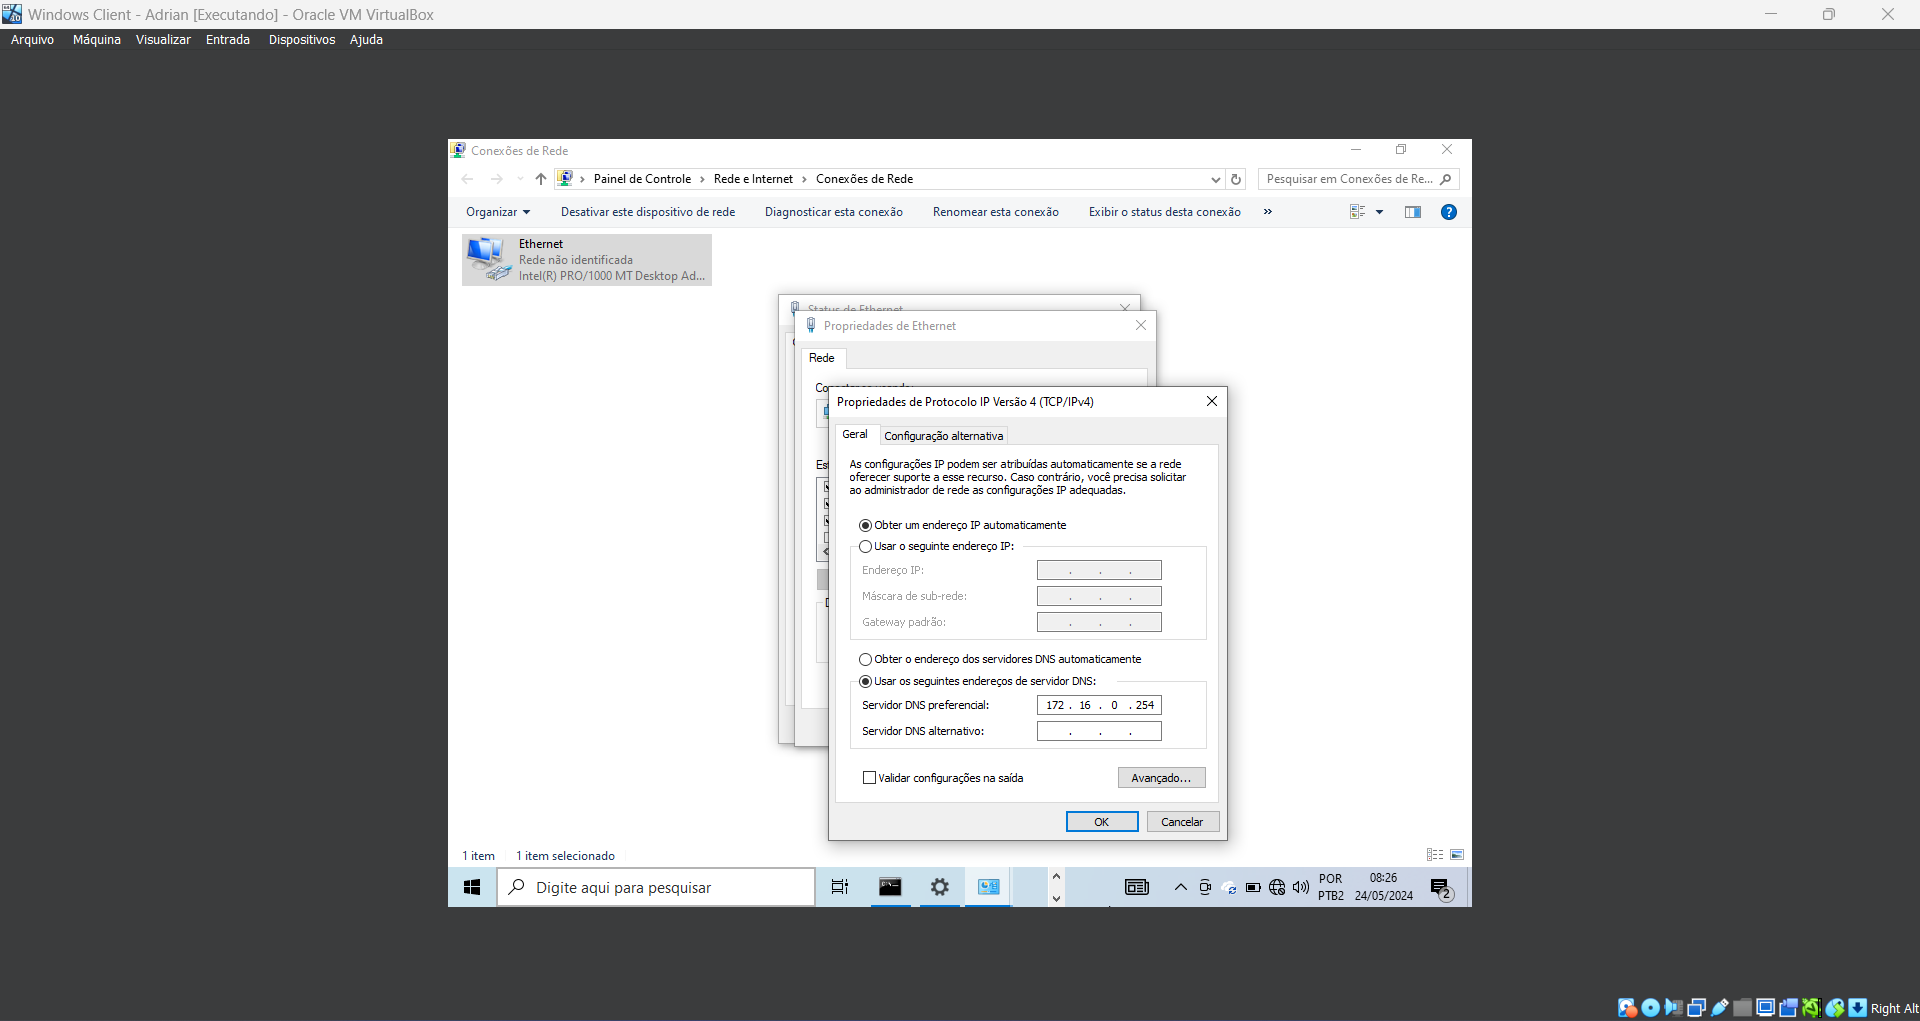 Windows Client - Adrian [Executando] - Oracle VM VirtualBox
Arquivo Máquina Visualizar Entrada Dispositivos Ajuda
Conexões de Rede
Painel de Controle Rede e Internet Conexões de Rede
Pesquisar em Conexões de Re...
Organizar Desativar este dispositivo de rede Diagnosticar esta conexão Renomear esta conexão Exibir o status desta conexão »
Ethernet
Rede não identificada
Intel(R) PRO/1000 MT Desktop Ad...
Status de Ethernet
Propriedades de Ethernet
Rede
Propriedades de Protocolo IP Versão 4 (TCP/IPv4)
Geral Configuração alternativa
As configurações IP podem ser atribuídas automaticamente se a rede
oferecer suporte a esse recurso. Caso contrário, você precisa solicitar
ao administrador de rede as configurações IP adequadas.
Obter um endereço IP automaticamente
Usar o seguinte endereço IP:
Endereço IP: . . .
Máscara de sub-rede: . . .
Gateway padrão: . . .
Obter o endereço dos servidores DNS automaticamente
Usar os seguintes endereços de servidor DNS:
Servidor DNS preferencial: 172 . 16 . 0 . 254
Servidor DNS alternativo: . . .
Validar configurações na saída
Avançado...
OK Cancelar
1 item 1 item selecionado
Digite aqui para pesquisar
POR
PTB2
08:26
24/05/2024
2
Right Alt